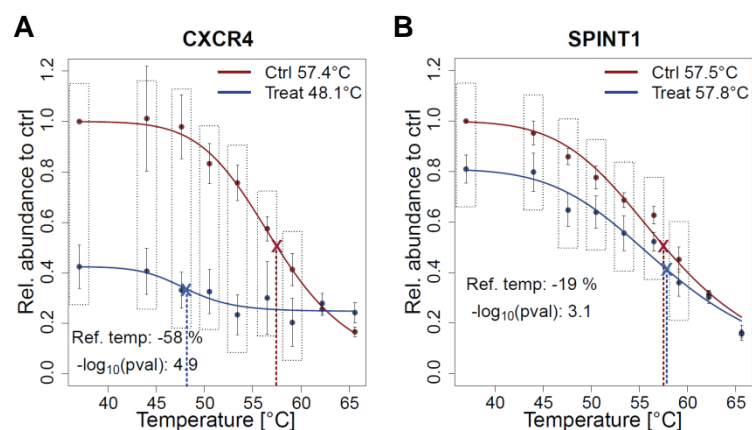 A
CXCR4
Rel. abundance to ctrl
1.2
1.0
0.8
0.6
0.4
0.2
0.0
Ctrl 57.4°C
Treat 48.1°C
Ref. temp: -58 %
-log10(pval): 4.9
40 45 50 55 60 65
Temperature [°C]
B
SPINT1
Rel. abundance to ctrl
1.2
1.0
0.8
0.6
0.4
0.2
0.0
Ctrl 57.5°C
Treat 57.8°C
Ref. temp: -19 %
-log10(pval): 3.1
40 45 50 55 60 65
Temperature [°C]